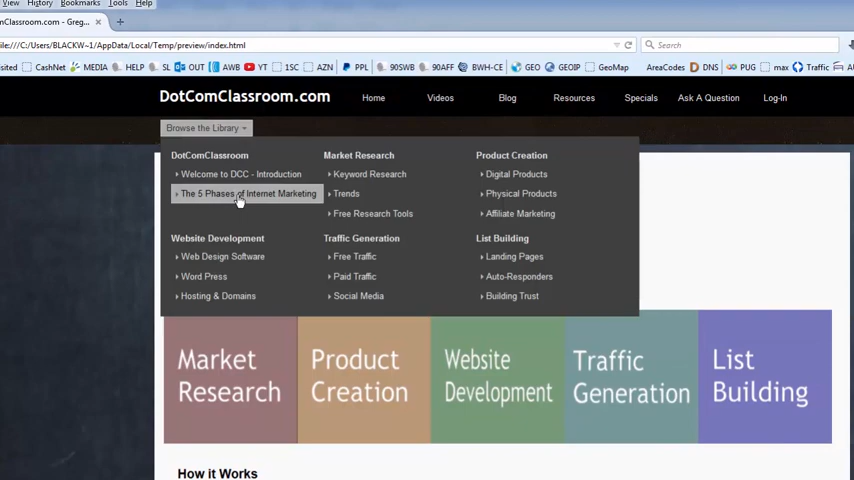 View History Bookmarks Tools Help
mClassroom.com - Greg... × +
ile:///C:/Users/BLACKW~1/AppData/Local/Temp/preview/index.html Search
isited CashNet MEDIA HELP SL OUT AWB YT 1SC AZN PPL 90SWB 90AFF BWH-CE GEO GEOIP GeoMap AreaCodes DNS PUG max Traffic
DotComClassroom.com Home Videos Blog Resources Specials Ask A Question Log-In
Browse the Library
DotComClassroom Market Research Product Creation
Welcome to DCC - Introduction Keyword Research Digital Products
The 5 Phases of Internet Marketing Trends Physical Products
Free Research Tools Affiliate Marketing
Website Development Traffic Generation List Building
Web Design Software Free Traffic Landing Pages
Word Press Paid Traffic Auto-Responders
Hosting & Domains Social Media Building Trust
Market Product Website Traffic List
Research Creation Development Generation Building
How it Works